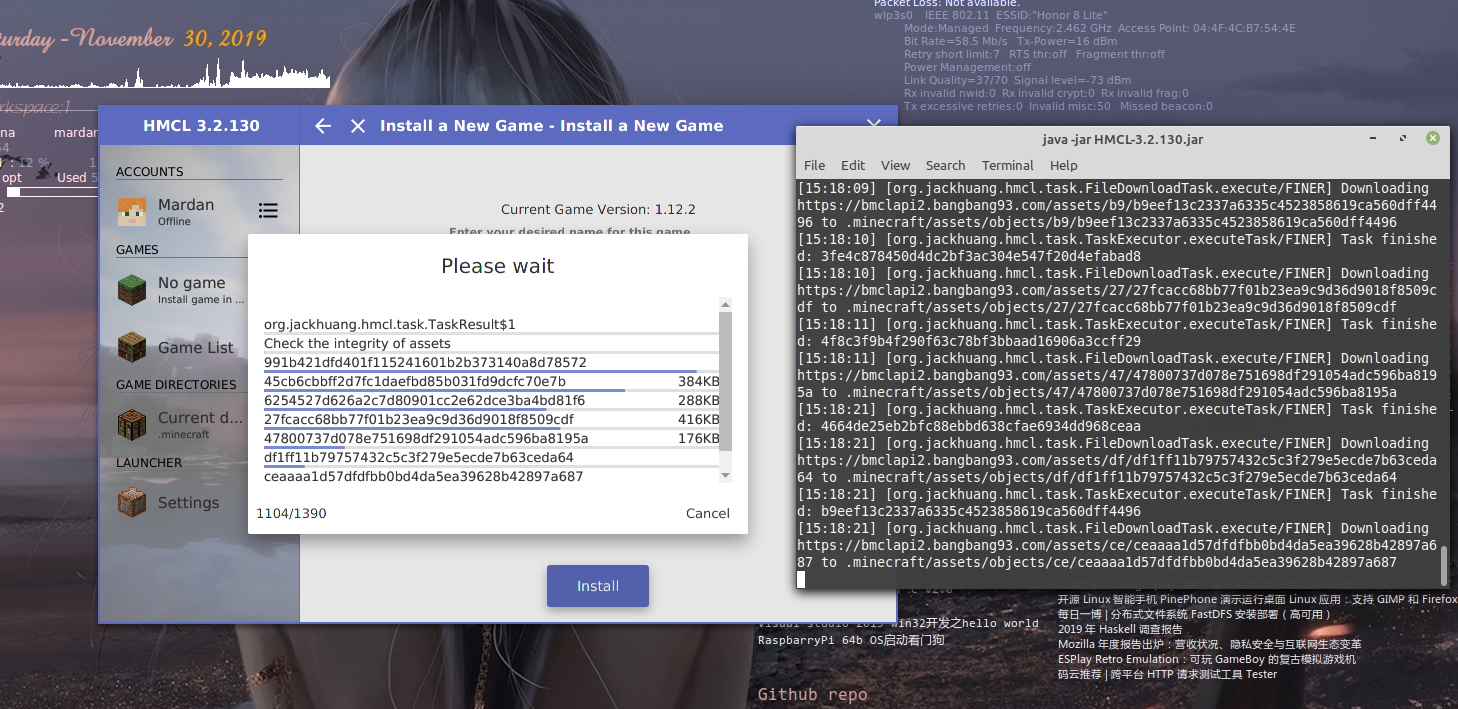 Packet Loss: Not available.
wlp3s0 IEEE 802.11 ESSID:"Honor 8 Lite"
Mode:Managed Frequency:2.462 GHz Access Point: 04:4F:4C:B7:54:4E
Bit Rate=58.5 Mb/s Tx-Power=16 dBm
Retry short limit:7 RTS thr:off Fragment thr:off
Power Management:off
Link Quality=37/70 Signal level=-73 dBm
Rx invalid nwid:0 Rx invalid crypt:0 Rx invalid frag:0
Tx excessive retries:0 Invalid misc:50 Missed beacon:0
turday -November 30, 2019
rkspace:1
na mardan
64
: 12 % 1
opt Used 5
2
HMCL 3.2.130
Install a New Game - Install a New Game
ACCOUNTS
Mardan
Offline
GAMES
No game
Install game in ...
Game List
GAME DIRECTORIES
Current d...
.minecraft
LAUNCHER
Settings
Current Game Version: 1.12.2
Enter your desired name for this game
Please wait
org.jackhuang.hmcl.task.TaskResult$1
Check the integrity of assets
991b421dfd401f115241601b2b373140a8d78572
45cb6cbbff2d7fc1daefbd85b031fd9dcfc70e7b 384KB
6254527d626a2c7d80901cc2e62dce3ba4bd81f6 288KB
27fcacc68bb77f01b23ea9c9d36d9018f8509cdf 416KB
47800737d078e751698df291054adc596ba8195a 176KB
df1ff11b79757432c5c3f279e5ecde7b63ceda64
ceaaaa1d57dfdfbb0bd4da5ea39628b42897a687
1104/1390 Cancel
Install
java -jar HMCL-3.2.130.jar
File Edit View Search Terminal Help
[15:18:09] [org.jackhuang.hmcl.task.FileDownloadTask.execute/FINER] Downloading
https://bmclapi2.bangbang93.com/assets/b9/b9eef13c2337a6335c4523858619ca560dff44
96 to .minecraft/assets/objects/b9/b9eef13c2337a6335c4523858619ca560dff4496
[15:18:10] [org.jackhuang.hmcl.task.TaskExecutor.executeTask/FINER] Task finishe
d: 3fe4c878450d4dc2bf3ac304e547f20d4efabad8
[15:18:10] [org.jackhuang.hmcl.task.FileDownloadTask.execute/FINER] Downloading
https://bmclapi2.bangbang93.com/assets/27/27fcacc68bb77f01b23ea9c9d36d9018f8509c
df to .minecraft/assets/objects/27/27fcacc68bb77f01b23ea9c9d36d9018f8509cdf
[15:18:11] [org.jackhuang.hmcl.task.TaskExecutor.executeTask/FINER] Task finishe
d: 4f8c3f9b4f290f63c78bf3bbaad16906a3ccff29
[15:18:11] [org.jackhuang.hmcl.task.FileDownloadTask.execute/FINER] Downloading
https://bmclapi2.bangbang93.com/assets/47/47800737d078e751698df291054adc596ba819
5a to .minecraft/assets/objects/47/47800737d078e751698df291054adc596ba8195a
[15:18:21] [org.jackhuang.hmcl.task.TaskExecutor.executeTask/FINER] Task finishe
d: 4664de25eb2bfc88ebbd638cfae6934dd968ceaa
[15:18:21] [org.jackhuang.hmcl.task.FileDownloadTask.execute/FINER] Downloading
https://bmclapi2.bangbang93.com/assets/df/df1ff11b79757432c5c3f279e5ecde7b63ceda
64 to .minecraft/assets/objects/df/df1ff11b79757432c5c3f279e5ecde7b63ceda64
[15:18:21] [org.jackhuang.hmcl.task.TaskExecutor.executeTask/FINER] Task finishe
d: b9eef13c2337a6335c4523858619ca560dff4496
[15:18:21] [org.jackhuang.hmcl.task.FileDownloadTask.execute/FINER] Downloading
https://bmclapi2.bangbang93.com/assets/ce/ceaaaa1d57dfdfbb0bd4da5ea39628b42897a6
87 to .minecraft/assets/objects/ce/ceaaaa1d57dfdfbb0bd4da5ea39628b42897a687
Visual studio 2019 win32开发之hello world
RaspbarryPi 64b OS启动看门狗
Github repo
开源 Linux 智能手机 PinePhone 演示运行桌面 Linux 应用：支持 GIMP 和 Firefox
每日一博 | 分布式文件系统 FastDFS 安装部署（高可用）
2019 年 Haskell 调查报告
Mozilla 年度报告出炉：营收状况、隐私安全与互联网生态变革
ESPlay Retro Emulation：可玩 GameBoy 的复古模拟游戏机
码云推荐 | 跨平台 HTTP 请求测试工具 Tester